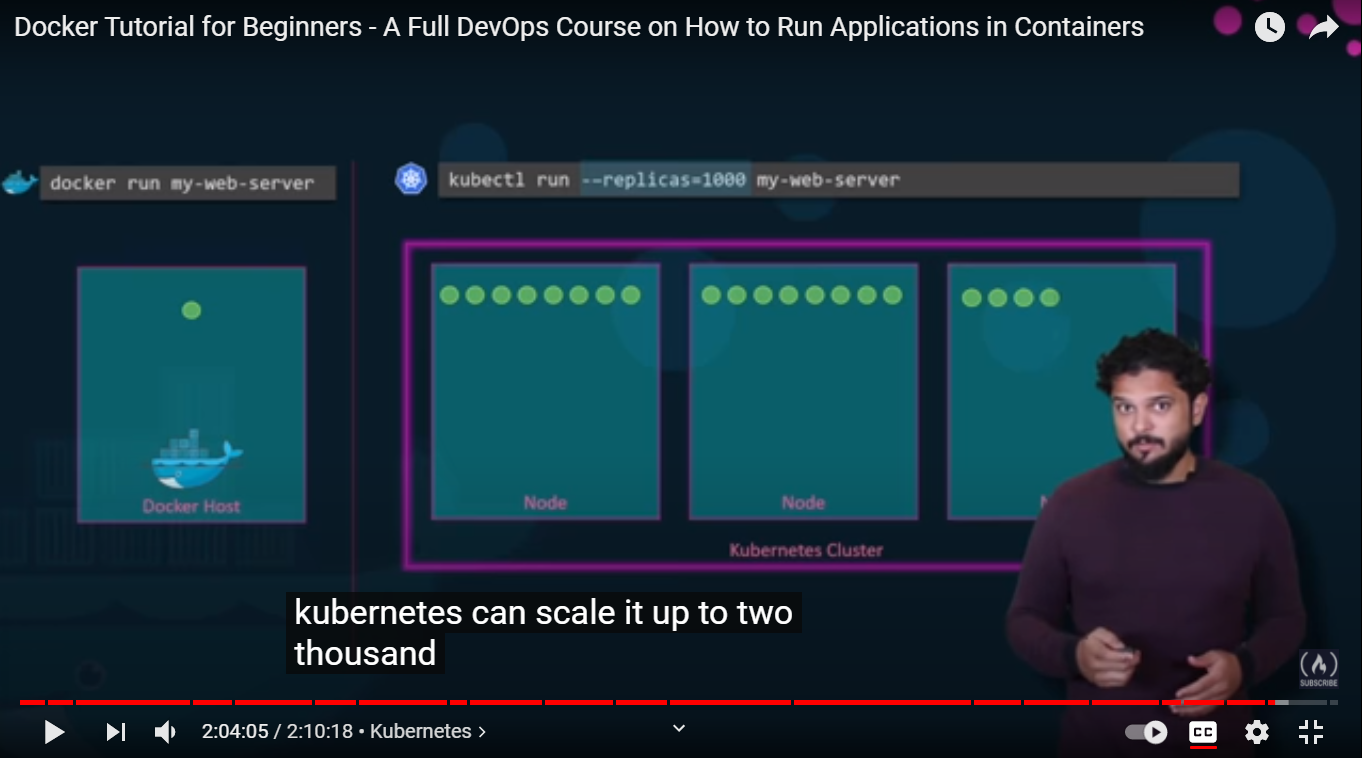 Docker Tutorial for Beginners - A Full DevOps Course on How to Run Applications in Containers
docker run my-web-server
kubectl run --replicas=1000 my-web-server
Docker Host
Node
Node
Kubernetes Cluster
kubernetes can scale it up to two
thousand
SUBSCRIBE
2:04:05 / 2:10:18 • Kubernetes ›
CC